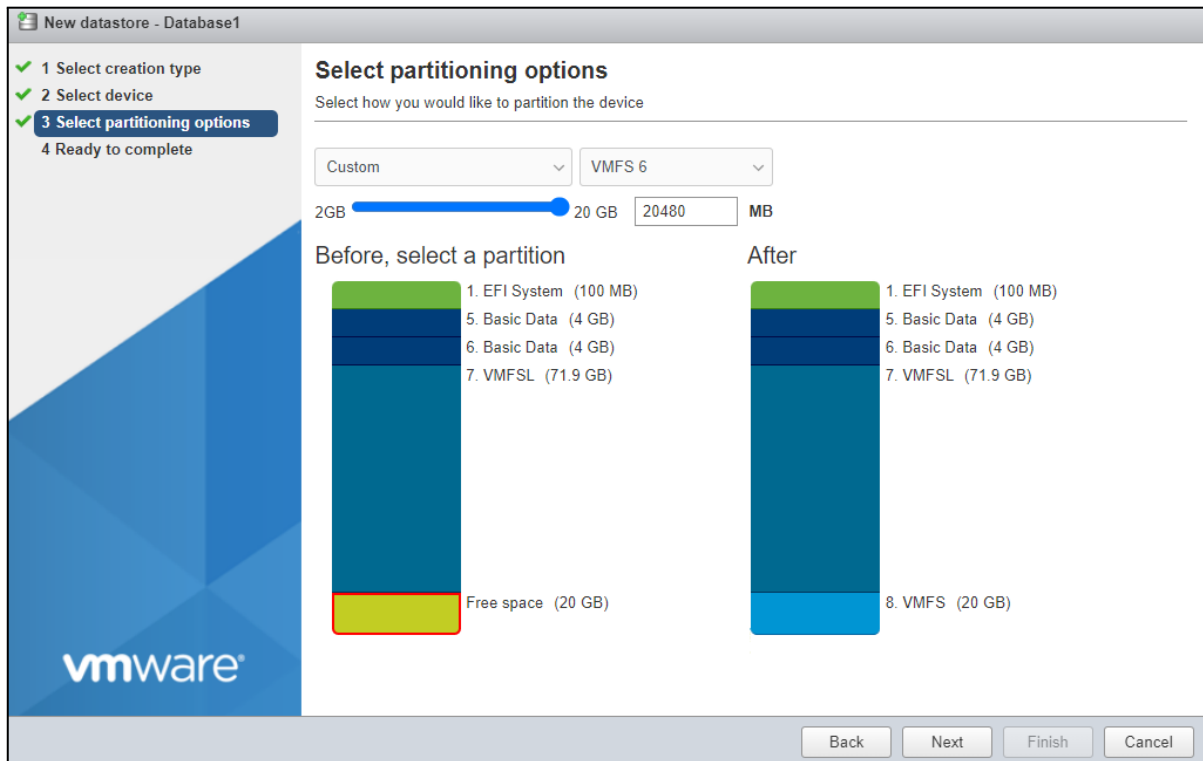 New datastore - Database1
1 Select creation type
2 Select device
3 Select partitioning options
4 Ready to complete
vmware®
Select partitioning options
Select how you would like to partition the device
Custom
VMFS 6
2GB 20 GB 20480 MB
Before, select a partition
1. EFI System (100 MB)
5. Basic Data (4 GB)
6. Basic Data (4 GB)
7. VMFSL (71.9 GB)
Free space (20 GB)
After
1. EFI System (100 MB)
5. Basic Data (4 GB)
6. Basic Data (4 GB)
7. VMFSL (71.9 GB)
8. VMFS (20 GB)
Back
Next
Finish
Cancel